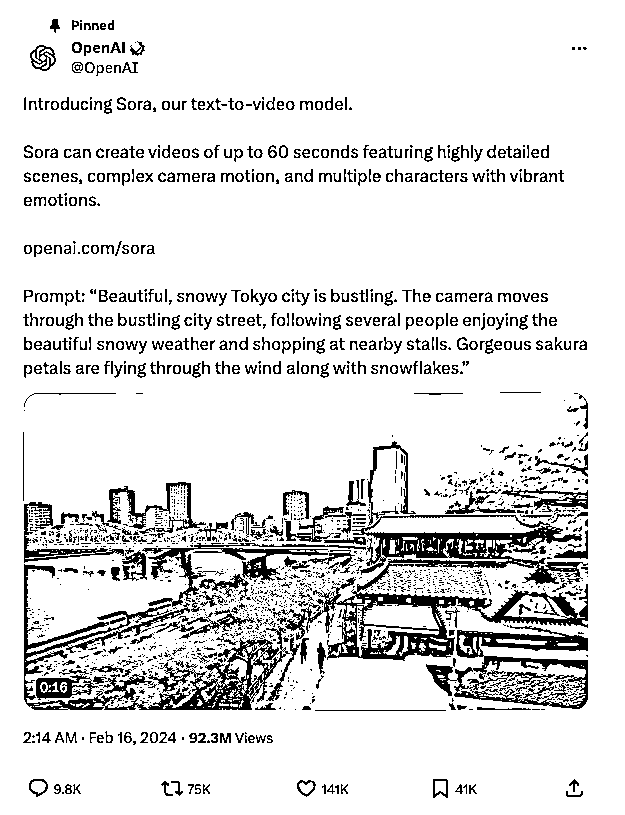 Pinned
OpenAI
@OpenAI
Introducing Sora, our text-to-video model.
Sora can create videos of up to 60 seconds featuring highly detailed
scenes, complex camera motion, and multiple characters with vibrant
emotions.
openai.com/sora
Prompt: “Beautiful, snowy Tokyo city is bustling. The camera moves
through the bustling city street, following several people enjoying the
beautiful snowy weather and shopping at nearby stalls. Gorgeous sakura
petals are flying through the wind along with snowflakes.”
0:16
2:14 AM · Feb 16, 2024 · 92.3M Views
9.8K 75K 141K 41K